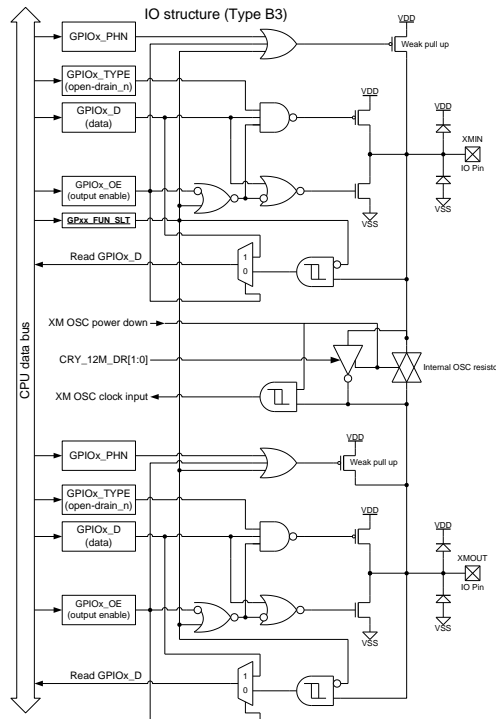 IO structure (Type B3)
VDD
GPIOx_PHN
Weak pull up
GPIOx_TYPE
(open-drain_n)
VDD
VDD
GPIOx_D
(data)
XMIN
IO Pin
GPIOx_OE
(output enable)
VSS
VSS
GPxx_FUN_SLT
Read GPIOx_D
1
0
XM OSC power down
CRY_12M_DR[1:0]
Internal OSC resistor
XM OSC clock input
CPU data bus
VDD
GPIOx_PHN
Weak pull up
GPIOx_TYPE
(open-drain_n)
VDD
VDD
GPIOx_D
(data)
XMOUT
IO Pin
GPIOx_OE
(output enable)
VSS
VSS
Read GPIOx_D
1
0